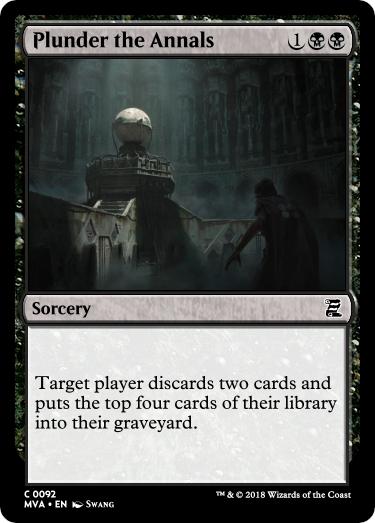 Plunder the Annals 1
Sorcery
Target player discards two cards and
puts the top four cards of their library
into their graveyard.
C 0092
MVA • EN Swang
™ & © 2018 Wizards of the Coast